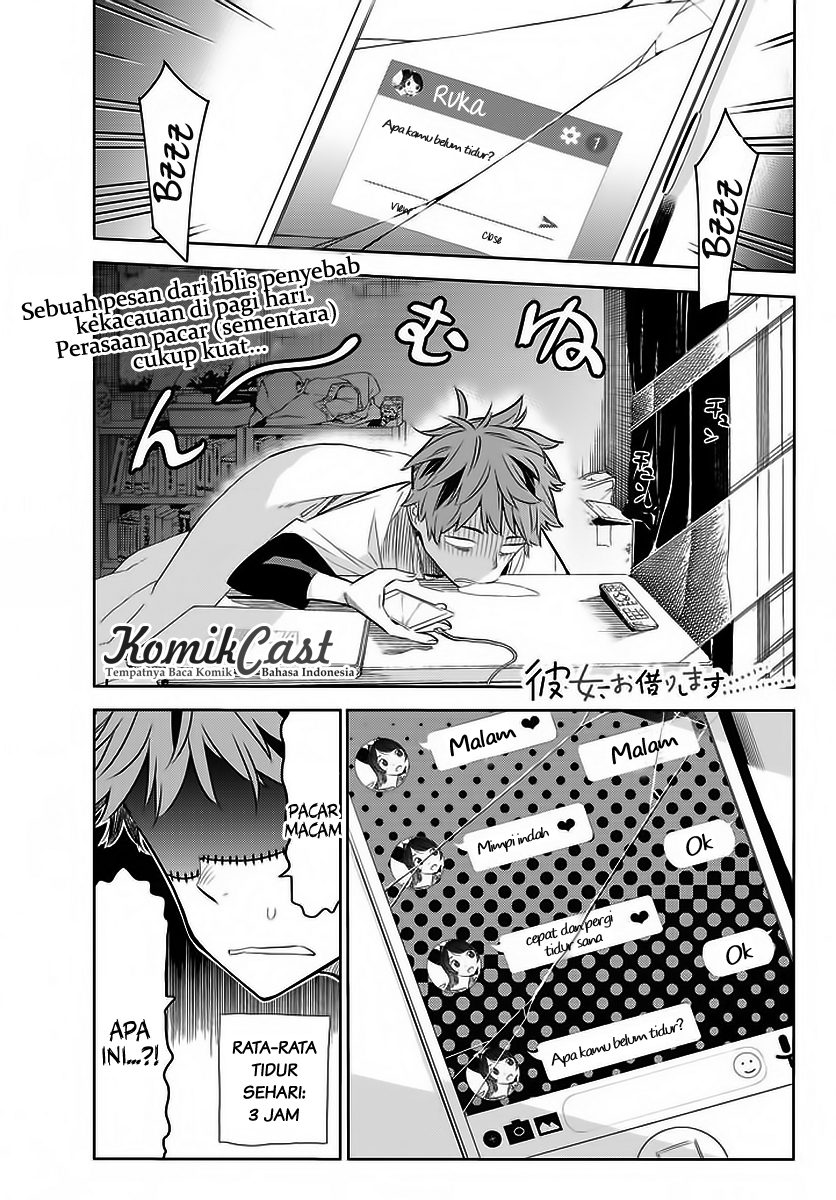 Ruka
1
Apa kamu belum tidur?
View
Close
BZZZ
BZZZ
Sebuah pesan dari iblis penyebab
kekacauan di pagi hari.
Perasaan pacar (sementara)
cukup kuat...
むぬ
ん〜
KomikCast
Tempatnya Baca Komik Bahasa Indonesia
彼女、お借りします
Malam ❤
Malam
Mimpi indah ❤
Ok
cepat dan pergi ❤
tidur sana
Ok
Apa kamu belum tidur?
PACAR
MACAM
APA
INI...?!
RATA-RATA
TIDUR
SEHARI:
3 JAM